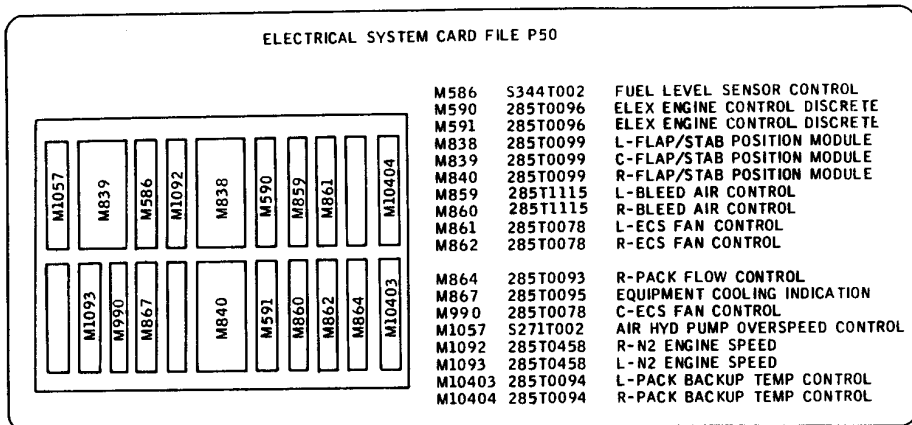 ELECTRICAL SYSTEM CARD FILE P50
M1057
M839
M586
M1092
M838
M590
M859
M861
M10404
M1093
M990
M867
M840
M591
M860
M862
M864
M10403
M586 S344T002 FUEL LEVEL SENSOR CONTROL
M590 285T0096 ELEX ENGINE CONTROL DISCRETE
M591 285T0096 ELEX ENGINE CONTROL DISCRETE
M838 285T0099 L-FLAP/STAB POSITION MODULE
M839 285T0099 C-FLAP/STAB POSITION MODULE
M840 285T0099 R-FLAP/STAB POSITION MODULE
M859 285T1115 L-BLEED AIR CONTROL
M860 285T1115 R-BLEED AIR CONTROL
M861 285T0078 L-ECS FAN CONTROL
M862 285T0078 R-ECS FAN CONTROL
M864 285T0093 R-PACK FLOW CONTROL
M867 285T0095 EQUIPMENT COOLING INDICATION
M990 285T0078 C-ECS FAN CONTROL
M1057 S271T002 AIR HYD PUMP OVERSPEED CONTROL
M1092 285T0458 R-N2 ENGINE SPEED
M1093 285T0458 L-N2 ENGINE SPEED
M10403 285T0094 L-PACK BACKUP TEMP CONTROL
M10404 285T0094 R-PACK BACKUP TEMP CONTROL